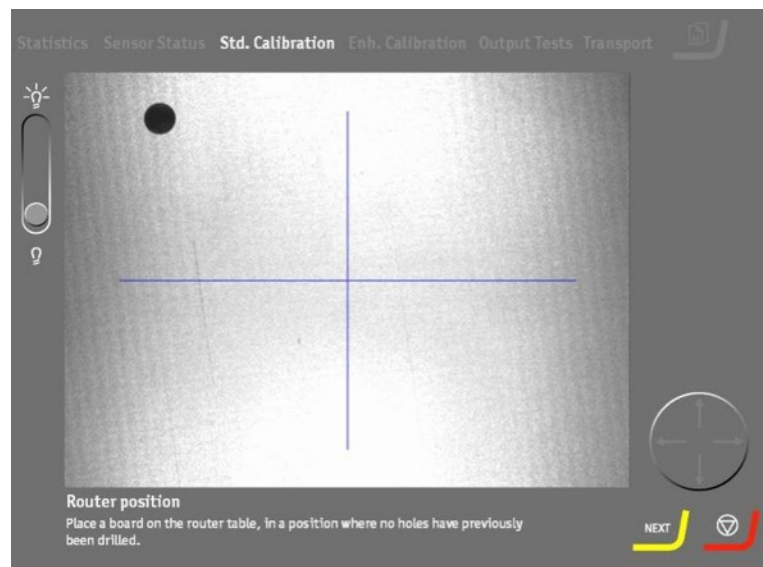 Statistics Sensor Status Std. Calibration Enh. Calibration Output Tests Transport
Router position
Place a board on the router table, in a position where no holes have previously
been drilled.
NEXT